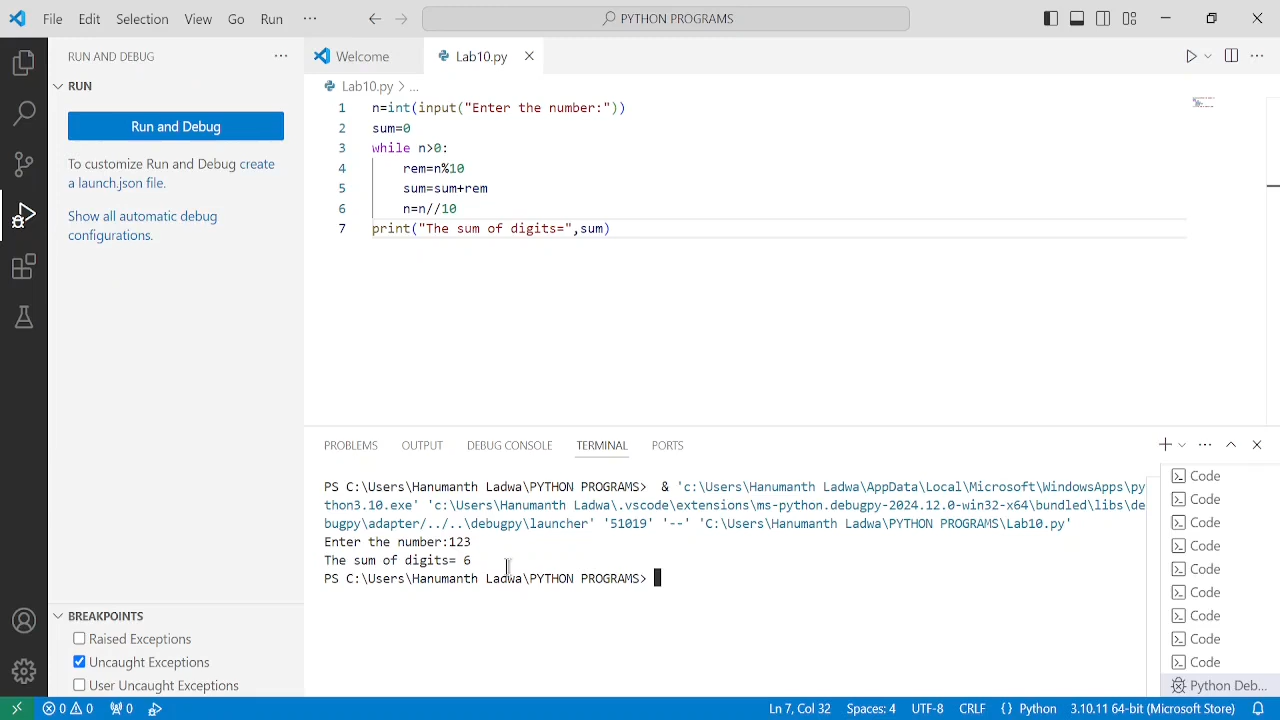 File Edit Selection View Go Run ··· PYTHON PROGRAMS
RUN AND DEBUG ···
RUN
Run and Debug
To customize Run and Debug create
a launch.json file.
Show all automatic debug
configurations.
Welcome Lab10.py
Lab10.py > ...
1 n=int(input("Enter the number:"))
2 sum=0
3 while n>0:
4 rem=n%10
5 sum=sum+rem
6 n=n//10
7 print("The sum of digits=",sum)
PROBLEMS OUTPUT DEBUG CONSOLE TERMINAL PORTS
PS C:\Users\Hanumanth Ladwa\PYTHON PROGRAMS> & 'c:\Users\Hanumanth Ladwa\AppData\Local\Microsoft\WindowsApps\py
thon3.10.exe' 'c:\Users\Hanumanth Ladwa\.vscode\extensions\ms-python.debugpy-2024.12.0-win32-x64\bundled\libs\de
bugpy\adapter/../..\debugpy\launcher' '51019' '--' 'C:\Users\Hanumanth Ladwa\PYTHON PROGRAMS\Lab10.py'
Enter the number:123
The sum of digits= 6
PS C:\Users\Hanumanth Ladwa\PYTHON PROGRAMS>
Code
Code
Code
Code
Code
Code
Code
Code
Code
Python Deb...
BREAKPOINTS
Raised Exceptions
Uncaught Exceptions
User Uncaught Exceptions
0 0 0 Ln 7, Col 32 Spaces: 4 UTF-8 CRLF {} Python 3.10.11 64-bit (Microsoft Store)